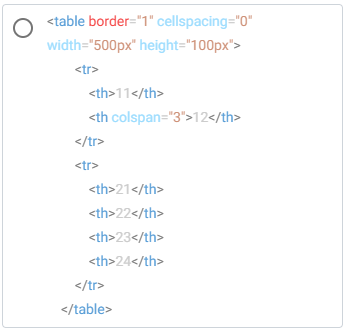 <table border="1" cellspacing="0"
width="500px" height="100px">
<tr>
<th>11</th>
<th colspan="3">12</th>
</tr>
<tr>
<th>21</th>
<th>22</th>
<th>23</th>
<th>24</th>
</tr>
</table>